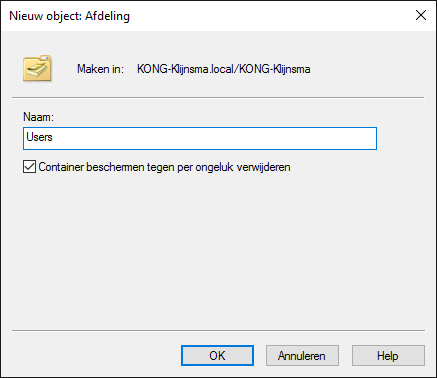 Nieuw object: Afdeling
Maken in: KONG-Klijnsma.local/KONG-Klijnsma
Naam:
Users
Container beschermen tegen per ongeluk verwijderen
OK Annuleren Help